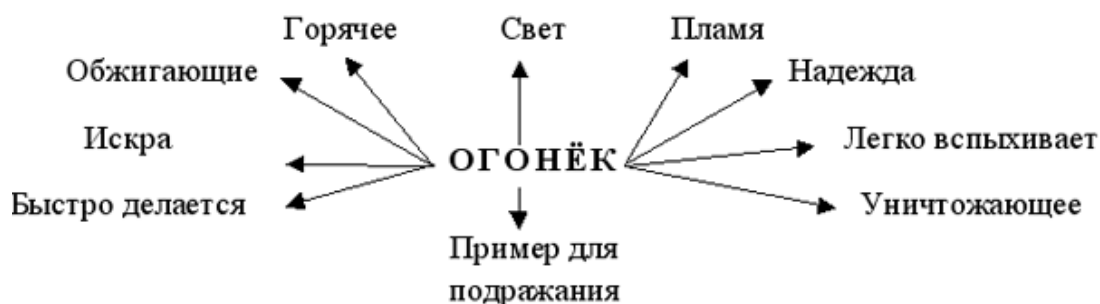 Горячее
Свет
Пламя
Обжигающие
Надежда
Искра
ОГОНЁК
Легко вспыхивает
Быстро делается
Уничтожающее
Пример для
подражания